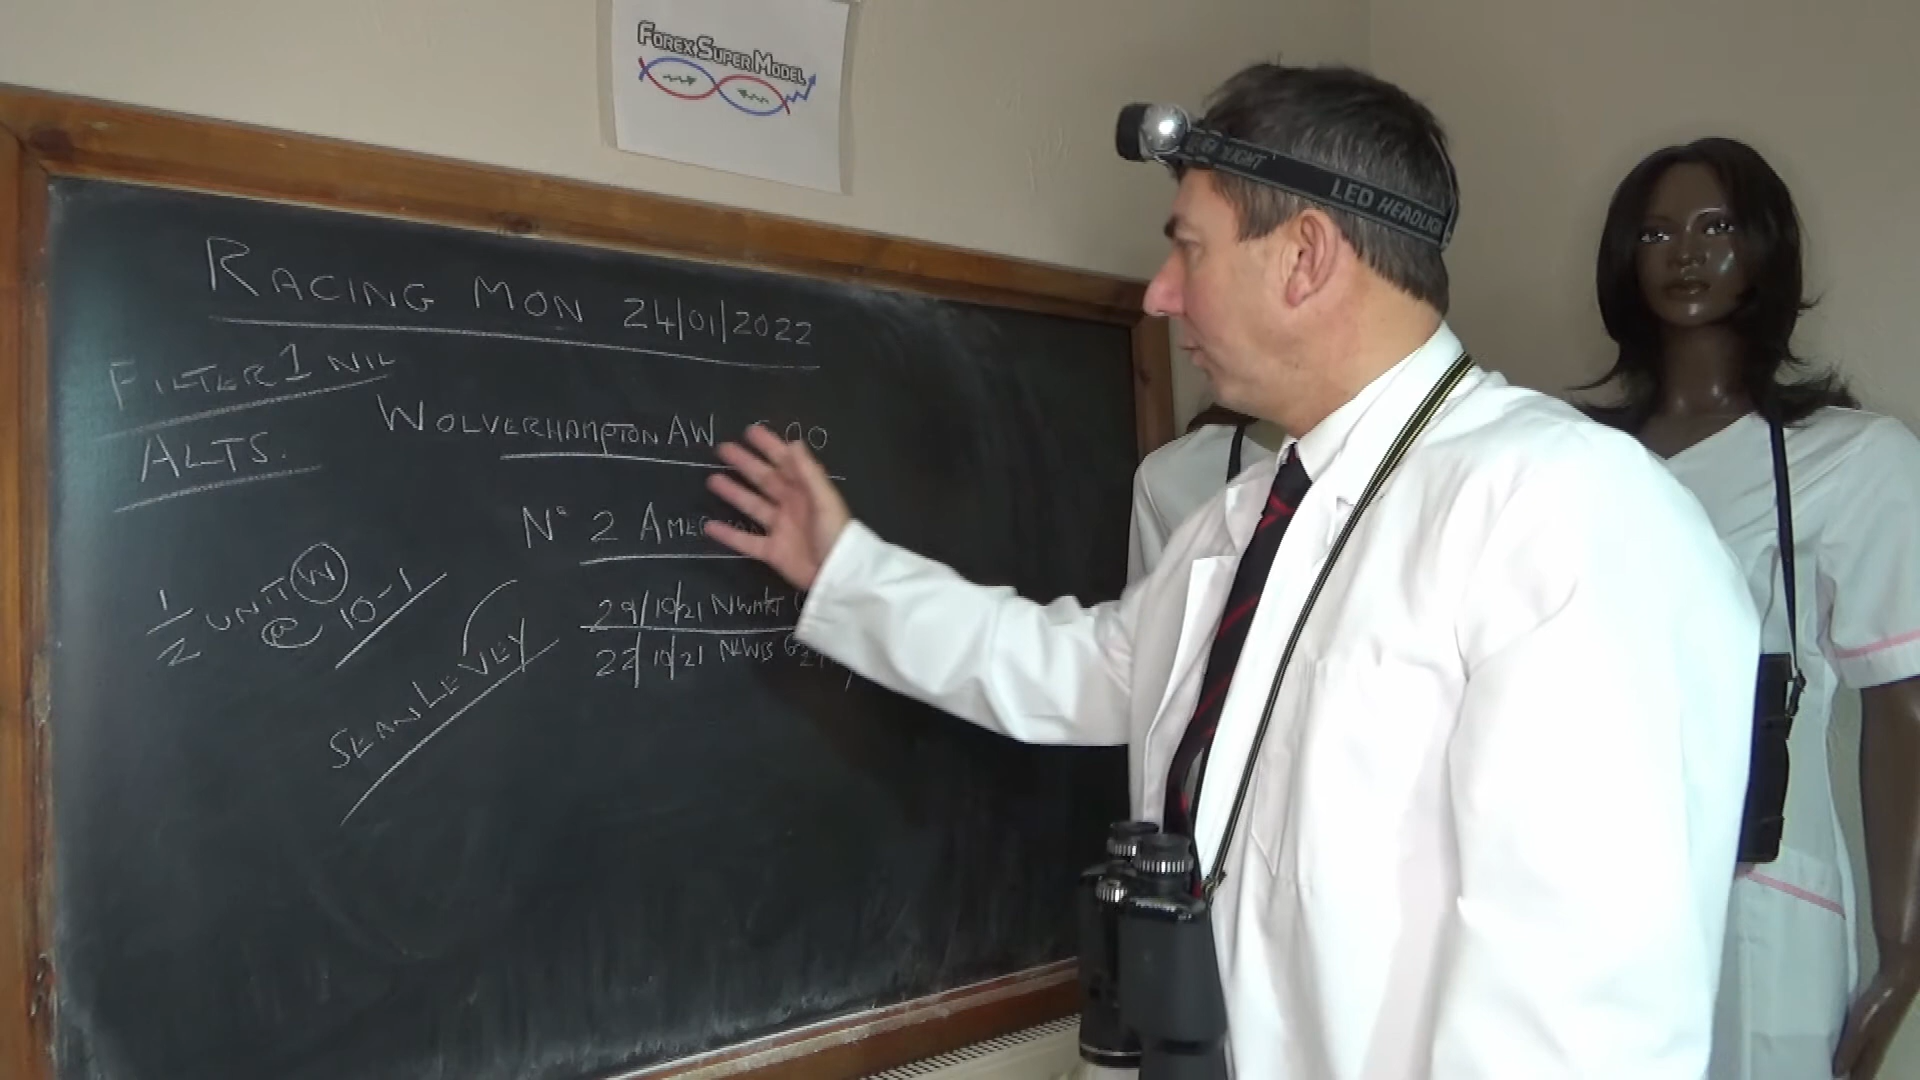 FOREX SUPER MODEL
LED HEADLIGHT
RACING MON 24/01/2022
FILTER 1 NIL
ALTS.
WOLVERHAMPTON AW
N° 2
1/2 UNIT W
@ 10-1
SEAN LEVEY
29/10/21 NWMKT
22/10/21